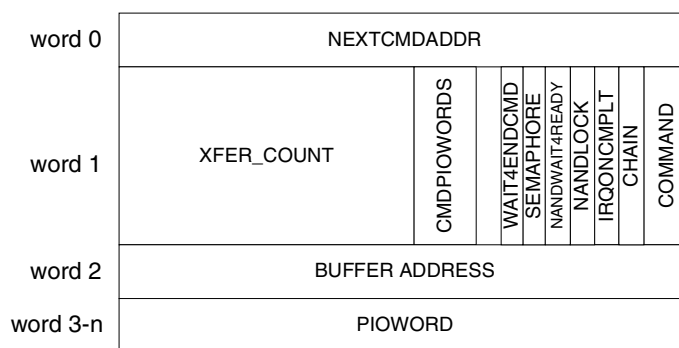 word 0
NEXTCMDADDR
word 1
XFER_COUNT
CMDPIOWORDS
WAIT4ENDCMD
SEMAPHORE
NANDWAIT4READY
NANDLOCK
IRQONCMPLT
CHAIN
COMMAND
word 2
BUFFER ADDRESS
word 3-n
PIOWORD